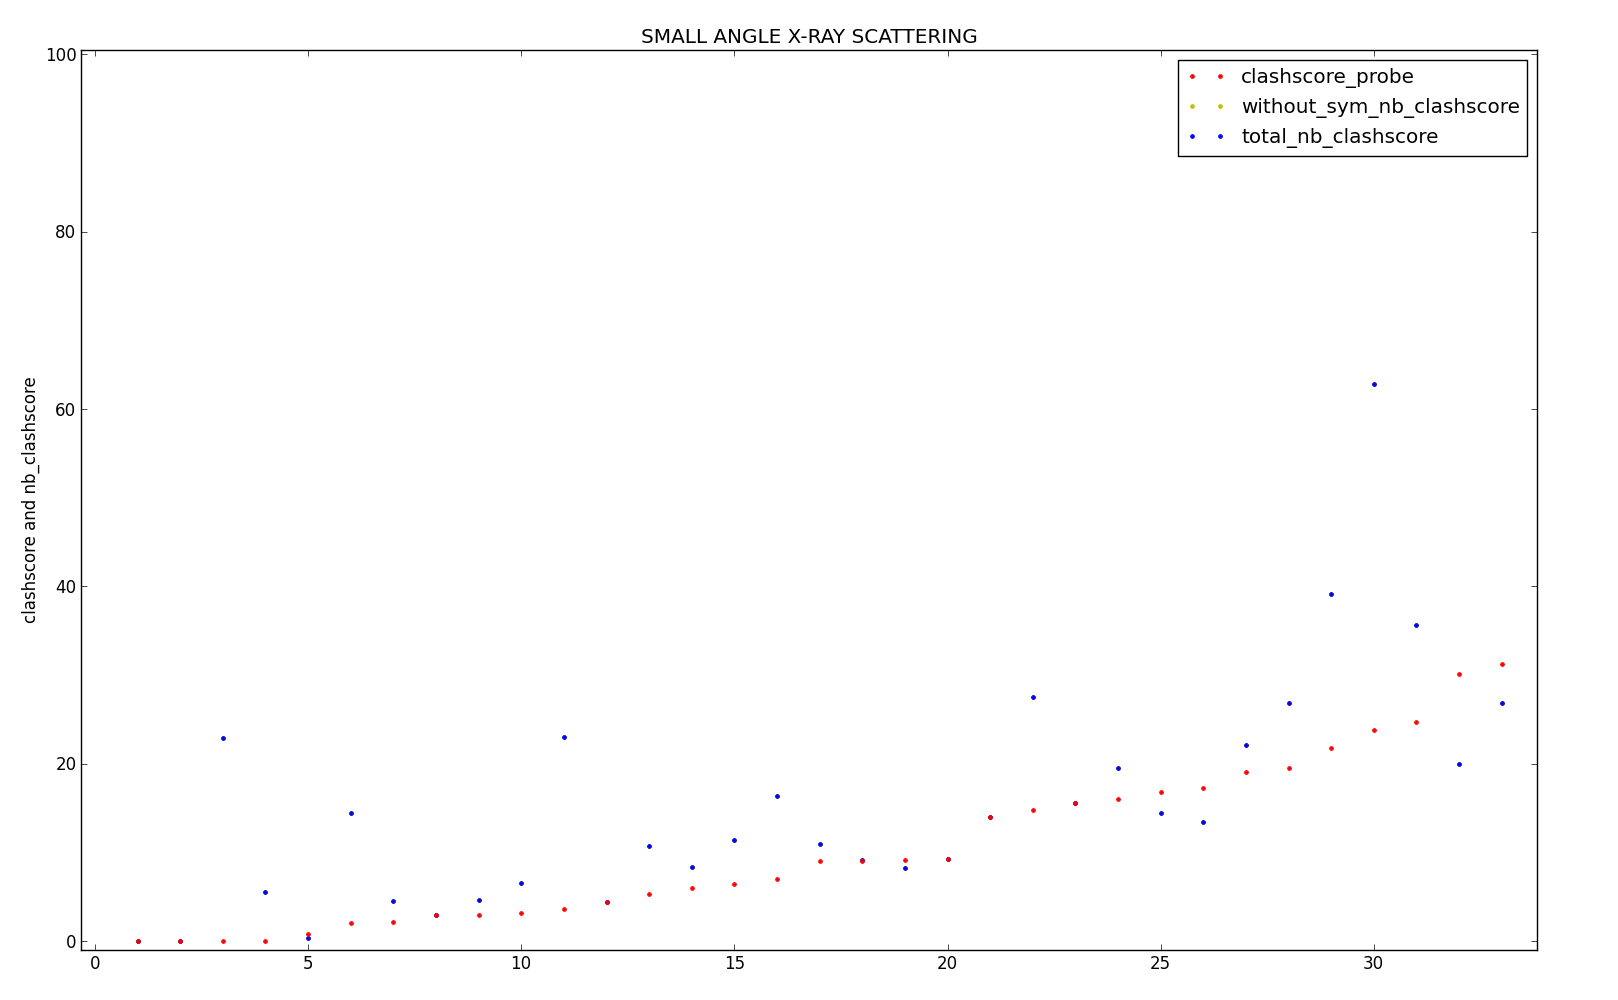 SMALL ANGLE X-RAY SCATTERING
clashscore_probe
without_sym_nb_clashscore
total_nb_clashscore
clashscore and nb_clashscore
100
80
60
40
20
0
0 5 10 15 20 25 30